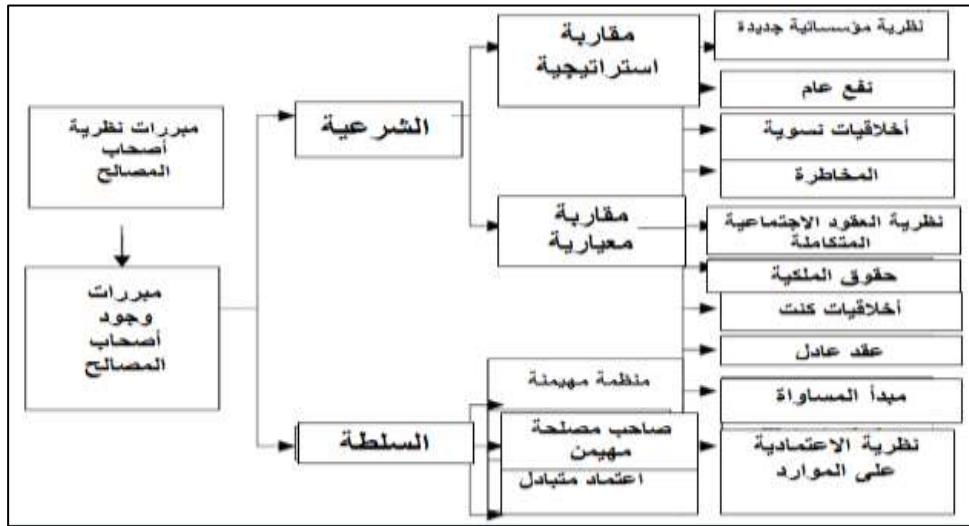 مبررات نظرية
أصحاب
المصالح
مبررات
وجود
أصحاب
المصالح
الشرعية
السلطة
مقاربة
استراتيجية
مقاربة
معيارية
منظمة مهيمنة
صاحب مصلحة
مهيمن
اعتماد متبادل
نظرية مؤسساتية جديدة
نفع عام
أخلاقيات نسوية
المخاطرة
نظرية العقود الاجتماعية
المتكاملة
حقوق الملكية
أخلاقيات كنت
عقد عادل
مبدأ المساواة
نظرية الاعتمادية
على الموارد